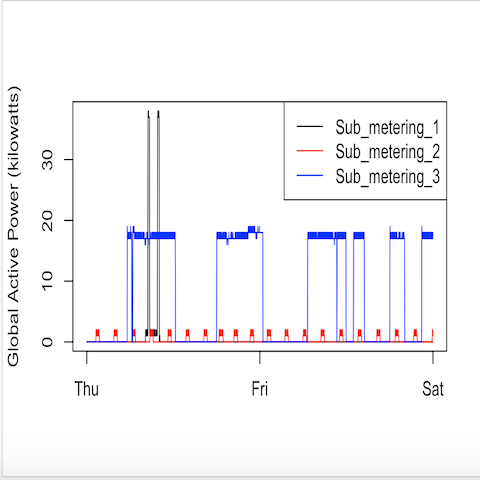 Global Active Power (kilowatts)
30
20
10
0
Sub_metering_1
Sub_metering_2
Sub_metering_3
Thu
Fri
Sat